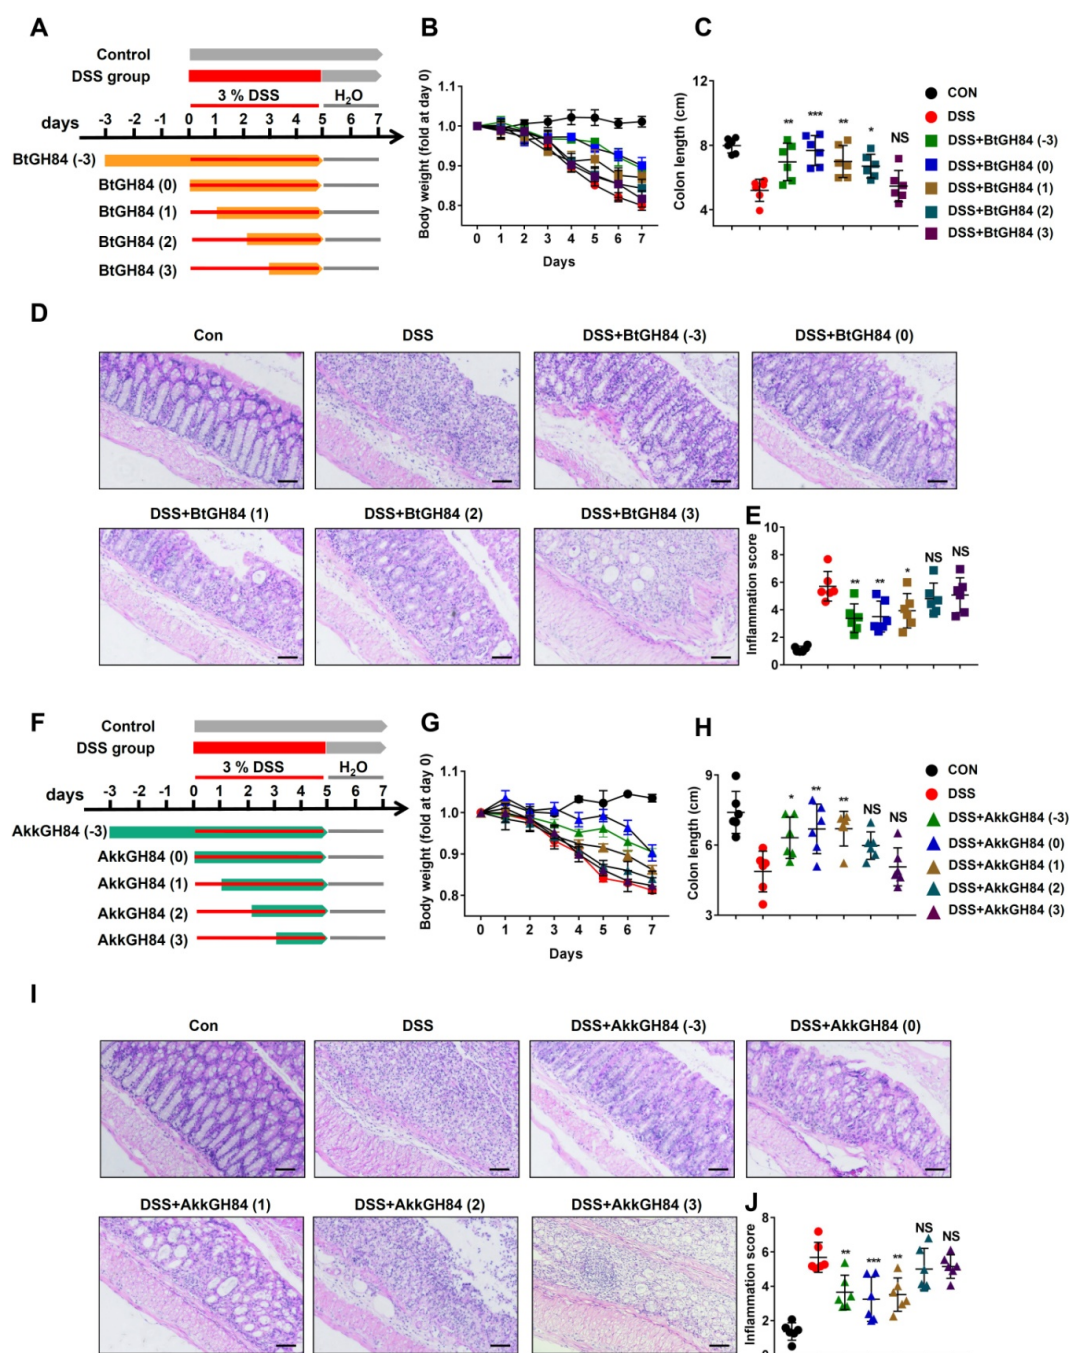 A
Control
DSS group
3 % DSS
H2O
days
-3 -2 -1 0 1 2 3 4 5 6 7
BtGH84 (-3)
BtGH84 (0)
BtGH84 (1)
BtGH84 (2)
BtGH84 (3)
B
Body weight (fold at day 0)
1.1
1.0
0.9
0.8
0 1 2 3 4 5 6 7
Days
C
Colon length (cm)
12
8
4
** *** ** * NS
CON
DSS
DSS+BtGH84 (-3)
DSS+BtGH84 (0)
DSS+BtGH84 (1)
DSS+BtGH84 (2)
DSS+BtGH84 (3)
D
Con
DSS
DSS+BtGH84 (-3)
DSS+BtGH84 (0)
DSS+BtGH84 (1)
DSS+BtGH84 (2)
DSS+BtGH84 (3)
E
Inflammation score
10
8
6
4
2
0
** ** * NS NS
F
Control
DSS group
3 % DSS
H2O
days
-3 -2 -1 0 1 2 3 4 5 6 7
AkkGH84 (-3)
AkkGH84 (0)
AkkGH84 (1)
AkkGH84 (2)
AkkGH84 (3)
G
Body weight (fold at day 0)
1.1
1.0
0.9
0.8
0 1 2 3 4 5 6 7
Days
H
Colon length (cm)
9
6
3
* ** ** NS NS
CON
DSS
DSS+AkkGH84 (-3)
DSS+AkkGH84 (0)
DSS+AkkGH84 (1)
DSS+AkkGH84 (2)
DSS+AkkGH84 (3)
I
Con
DSS
DSS+AkkGH84 (-3)
DSS+AkkGH84 (0)
DSS+AkkGH84 (1)
DSS+AkkGH84 (2)
DSS+AkkGH84 (3)
J
Inflammation score
8
6
4
2
** *** ** NS NS